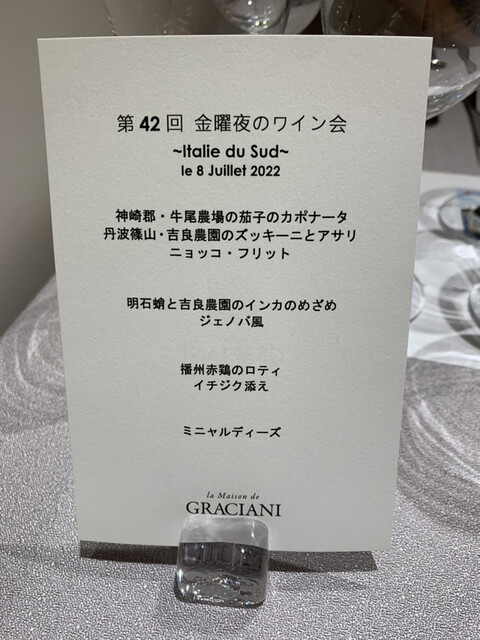 第 42 回 金曜夜のワイン会
~Italie du Sud~
le 8 Juillet 2022
神崎郡・牛尾農場の茄子のカポナータ
丹波篠山・吉良農園のズッキーニとアサリ
ニョッコ・フリット
明石蛸と吉良農園のインカのめざめ
ジェノバ風
播州赤鶏のロティ
イチジク添え
ミニャルディーズ
la Maison de
GRACIANI